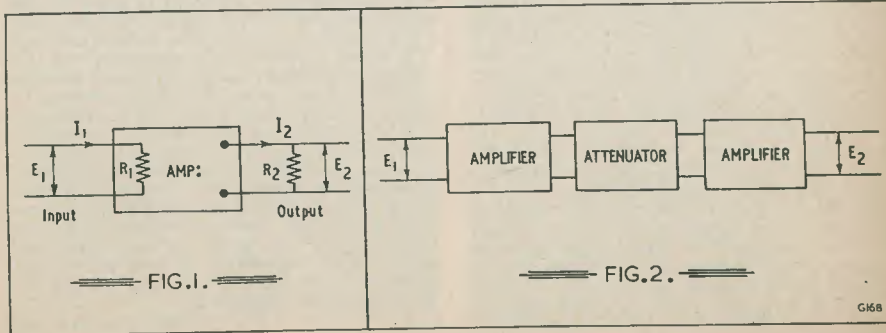 I1
I2
E1
R1
AMP:
R2
E2
Input
Output
FIG.1.
E1
AMPLIFIER
ATTENUATOR
AMPLIFIER
E2
FIG.2.
G168